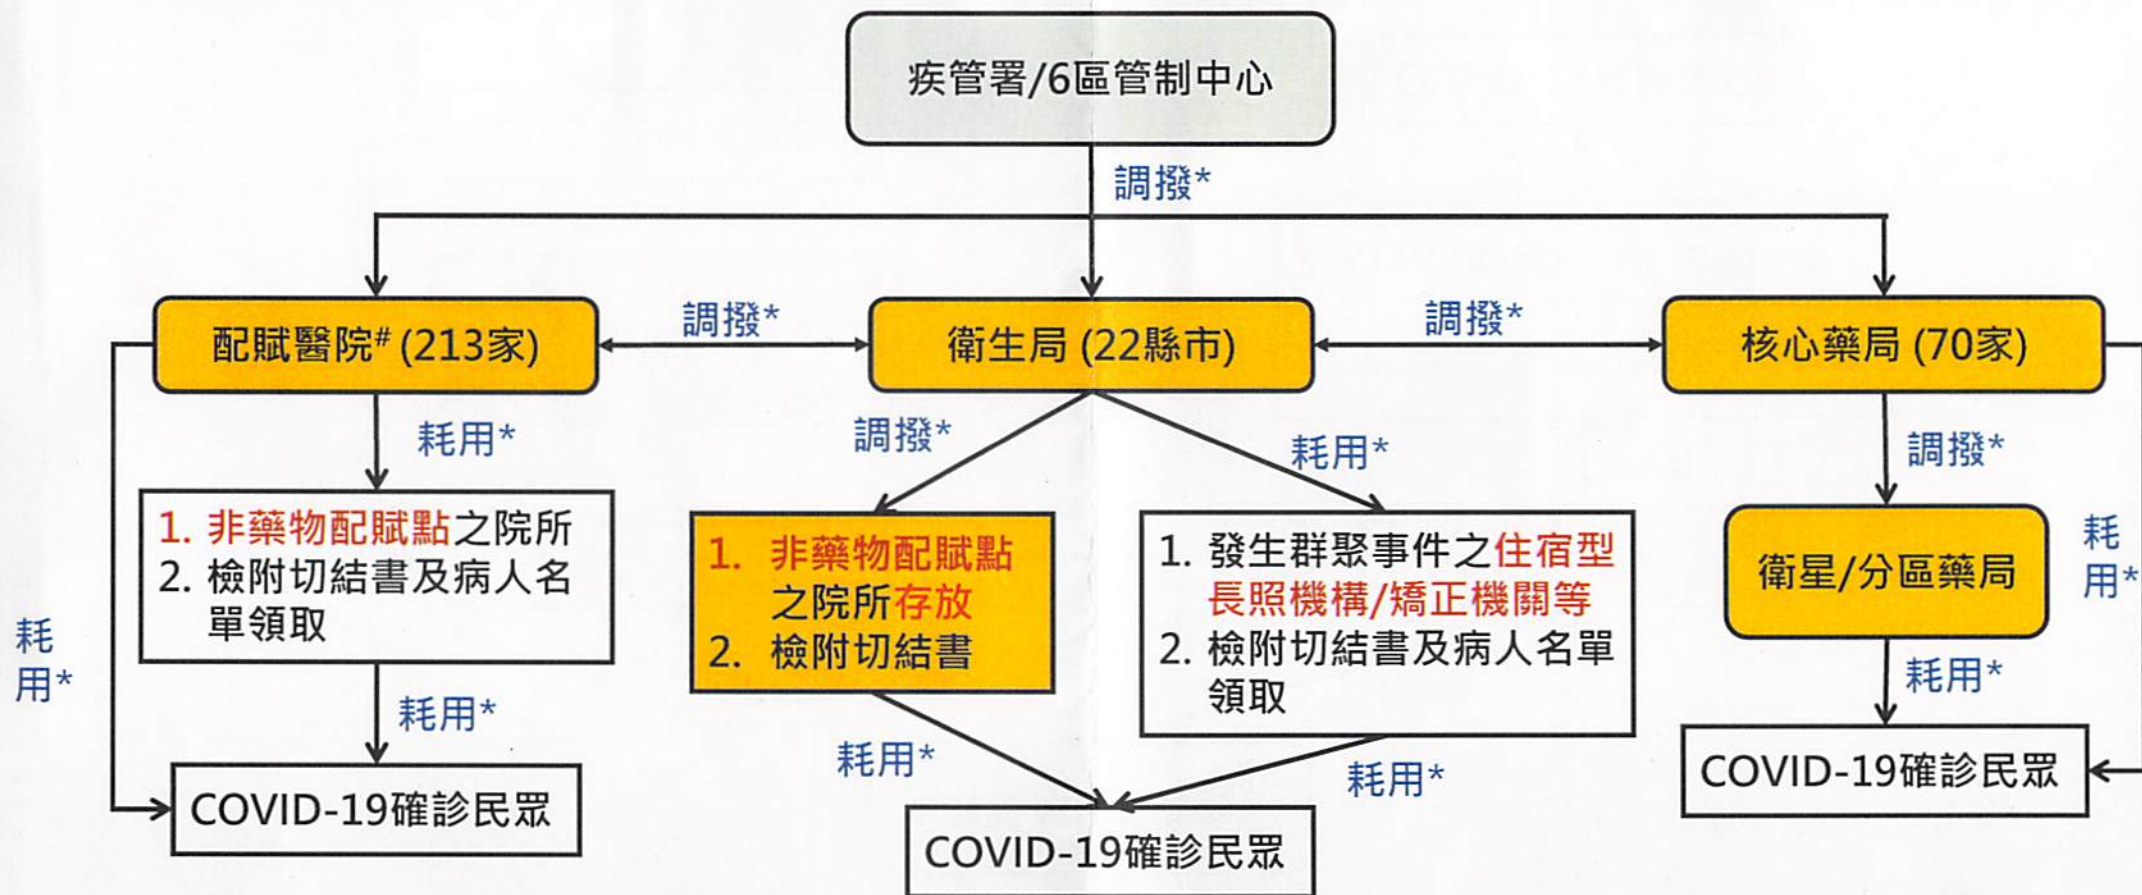 疾管署/6區管制中心
調撥*
配賦醫院# (213家)
調撥*
衛生局 (22縣市)
調撥*
核心藥局 (70家)
耗用*
調撥*
耗用*
調撥*
1. 非藥物配賦點之院所
2. 檢附切結書及病人名
單領取
1. 非藥物配賦點
之院所存放
2. 檢附切結書
1. 發生群聚事件之住宿型
長照機構/矯正機關等
2. 檢附切結書及病人名單
領取
衛星/分區藥局
耗
用*
耗
用*
耗用*
耗用*
耗用*
耗用*
COVID-19確診民眾
COVID-19確診民眾
COVID-19確診民眾